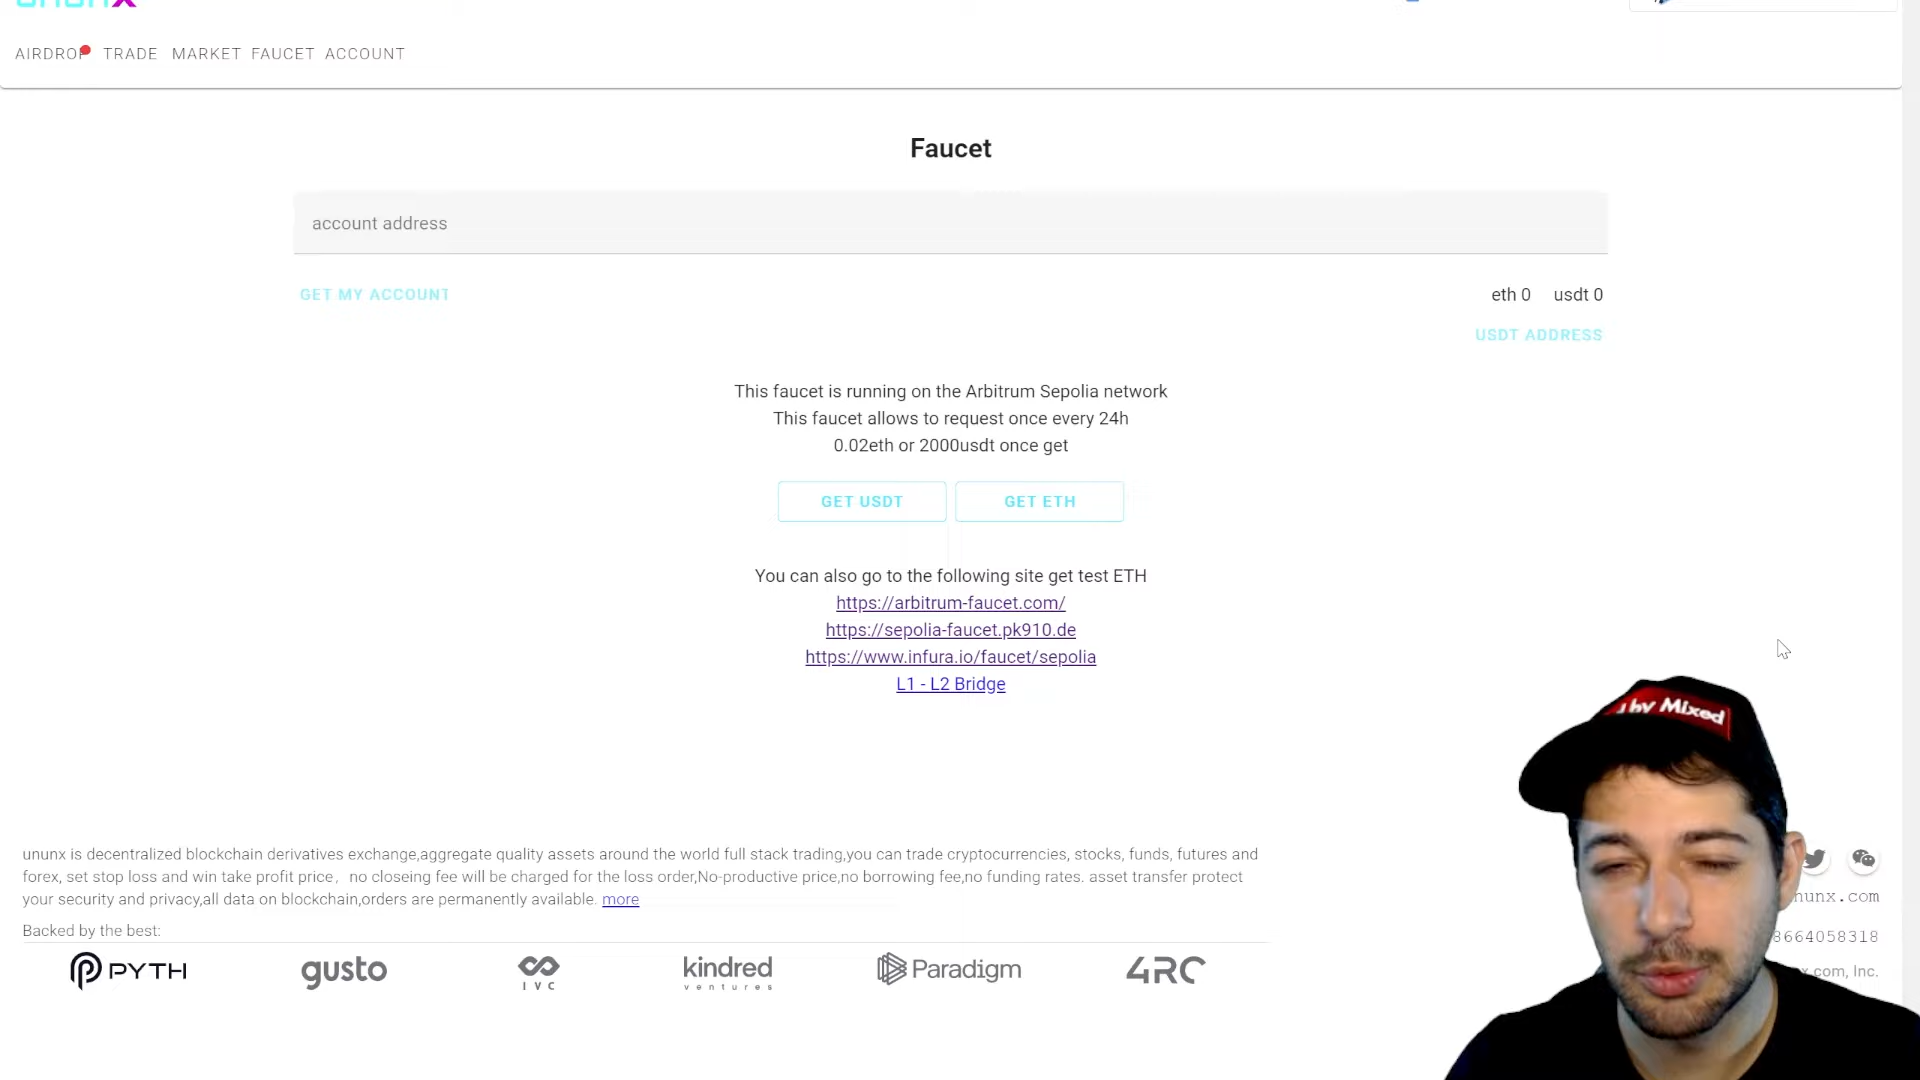 ununx
AIRDROP TRADE MARKET FAUCET ACCOUNT
Faucet
account address
GET MY ACCOUNT
eth 0 usdt 0
USDT ADDRESS
This faucet is running on the Arbitrum Sepolia network
This faucet allows to request once every 24h
0.02eth or 2000usdt once get
GET USDT GET ETH
You can also go to the following site get test ETH
https://arbitrum-faucet.com/
https://sepolia-faucet.pk910.de
https://www.infura.io/faucet/sepolia
L1 - L2 Bridge
by Mixed
ununx is decentralized blockchain derivatives exchange,aggregate quality assets around the world full stack trading,you can trade cryptocurrencies, stocks, funds, futures and
forex, set stop loss and win take profit price，no closeing fee will be charged for the loss order,No-productive price,no borrowing fee,no funding rates. asset transfer protect
your security and privacy,all data on blockchain,orders are permanently available. more
nunx.com
Backed by the best:
8664058318
x.com, Inc.
PYTH
gusto
IVC
kindred
ventures
Paradigm
4RC